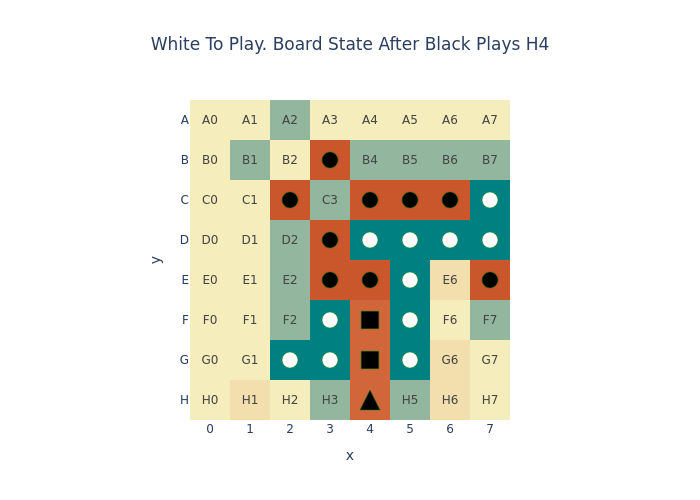 White To Play. Board State After Black Plays H4
A A0 A1 A2 A3 A4 A5 A6 A7
B B0 B1 B2 B4 B5 B6 B7
C C0 C1 C3
D D0 D1 D2
E E0 E1 E2 E6
F F0 F1 F2 F6 F7
G G0 G1 G6 G7
H H0 H1 H2 H3 H5 H6 H7
0 1 2 3 4 5 6 7
x
y